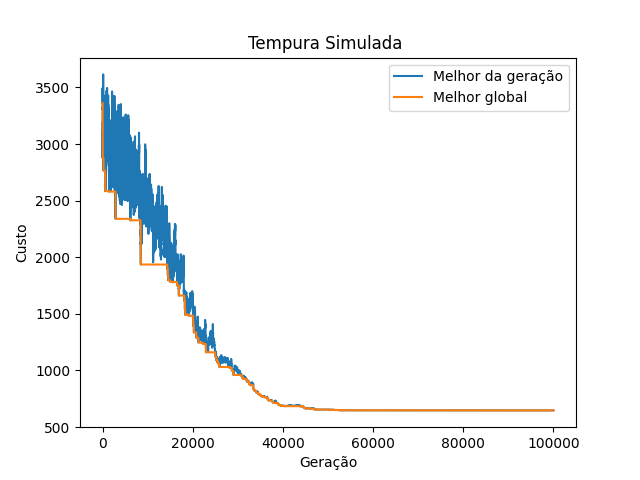 Tempura Simulada
Melhor da geração
Melhor global
3500
3000
2500
2000
1500
1000
500
Custo
0
20000
40000
60000
80000
100000
Geração